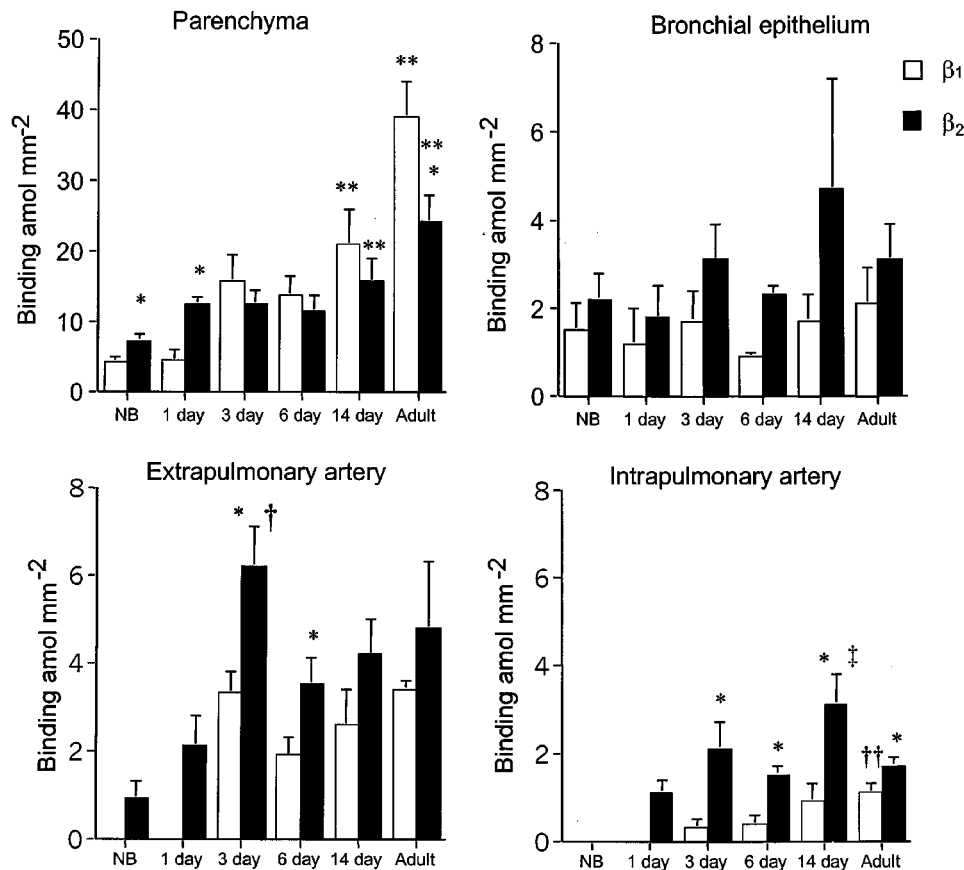 Parenchyma
Binding amol mm-2
50
40
30
20
10
0
*
*
**
**
**
**
*
NB 1 day 3 day 6 day 14 day Adult
Bronchial epithelium
β1
β2
Binding amol mm-2
8
6
4
2
0
NB 1 day 3 day 6 day 14 day Adult
Extrapulmonary artery
Binding amol mm-2
8
6
4
2
0
* †
*
NB 1 day 3 day 6 day 14 day Adult
Intrapulmonary artery
Binding amol mm-2
8
6
4
2
0
*
*
* ‡
†† *
NB 1 day 3 day 6 day 14 day Adult